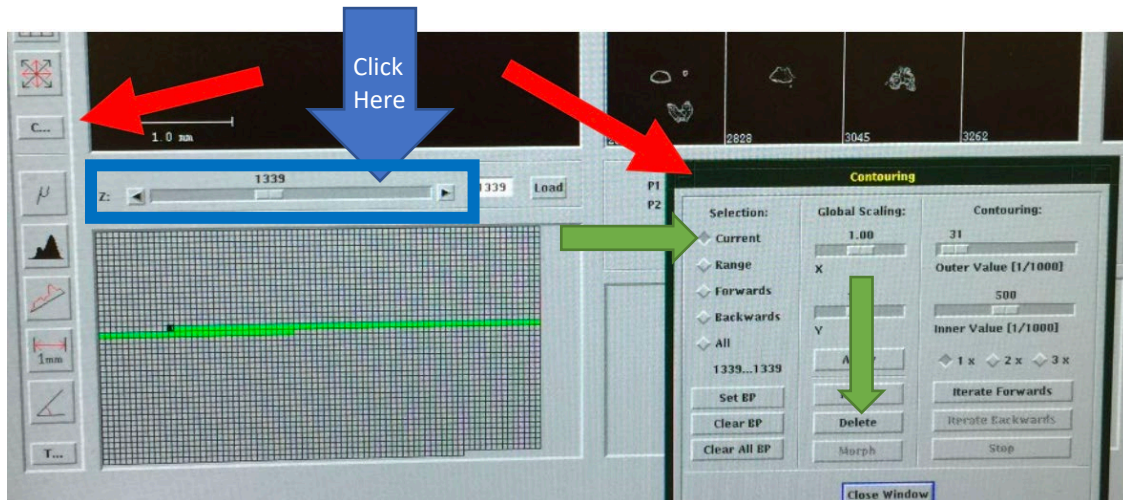 Click
Here
C...
1.0 mm
2828
3045
3262
μ
1339
Z:
1339
Load
P1
P2
1mm
T...
Contouring
Selection:
Current
Range
Forwards
Backwards
All
1339...1339
Set BP
Clear BP
Clear All BP
Global Scaling:
1.00
X
Y
Delete
Morph
Contouring:
31
Outer Value [1/1000]
500
Inner Value [1/1000]
1 x
2 x
3 x
Iterate Forwards
Iterate Backwards
Stop
Close Window